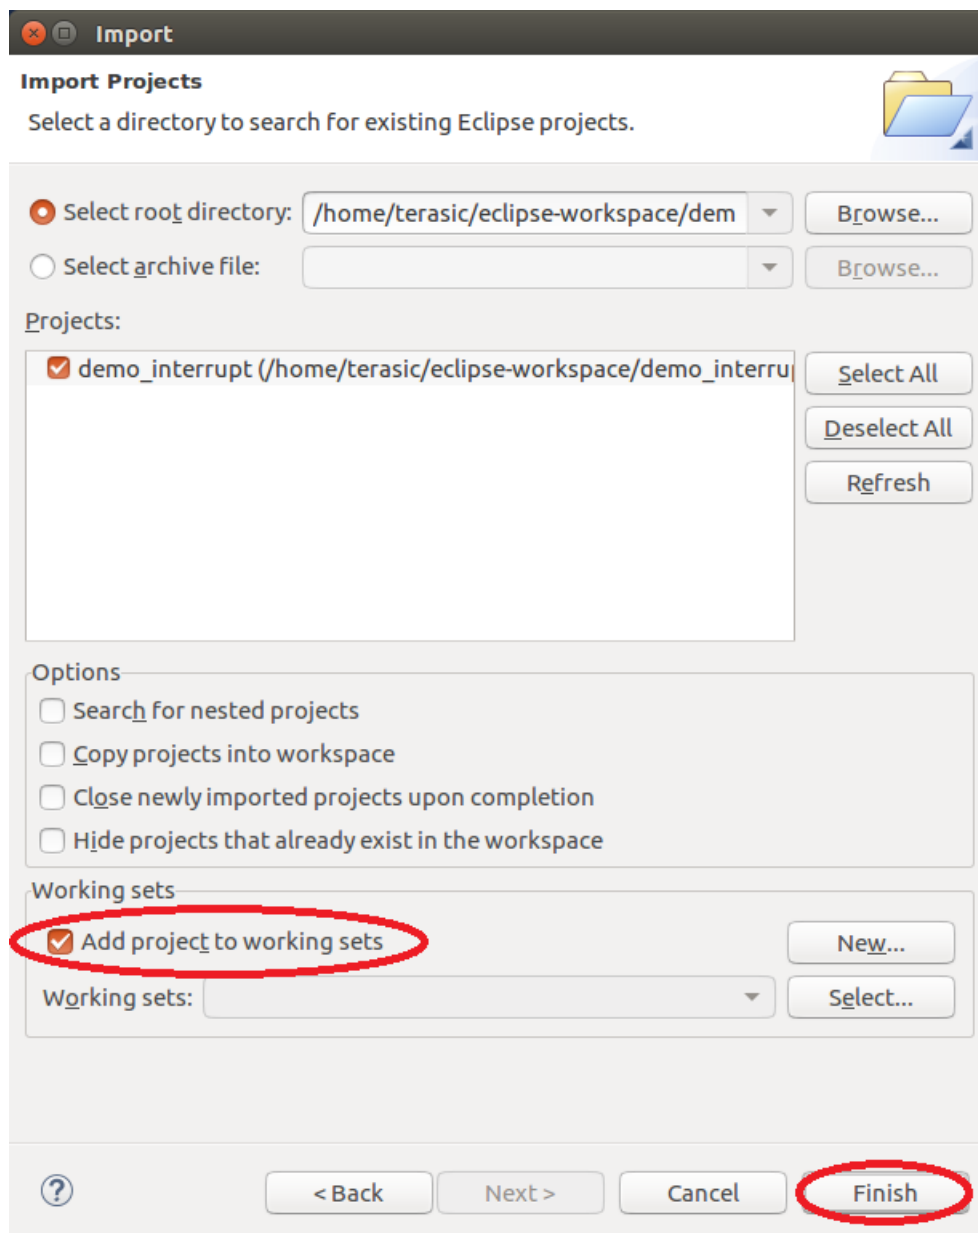 Import
Import Projects
Select a directory to search for existing Eclipse projects.
Select root directory: /home/terasic/eclipse-workspace/dem Browse...
Select archive file: Browse...
Projects:
demo_interrupt (/home/terasic/eclipse-workspace/demo_interrup
Select All
Deselect All
Refresh
Options
Search for nested projects
Copy projects into workspace
Close newly imported projects upon completion
Hide projects that already exist in the workspace
Working sets
Add project to working sets New...
Working sets: Select...
? < Back Next > Cancel Finish